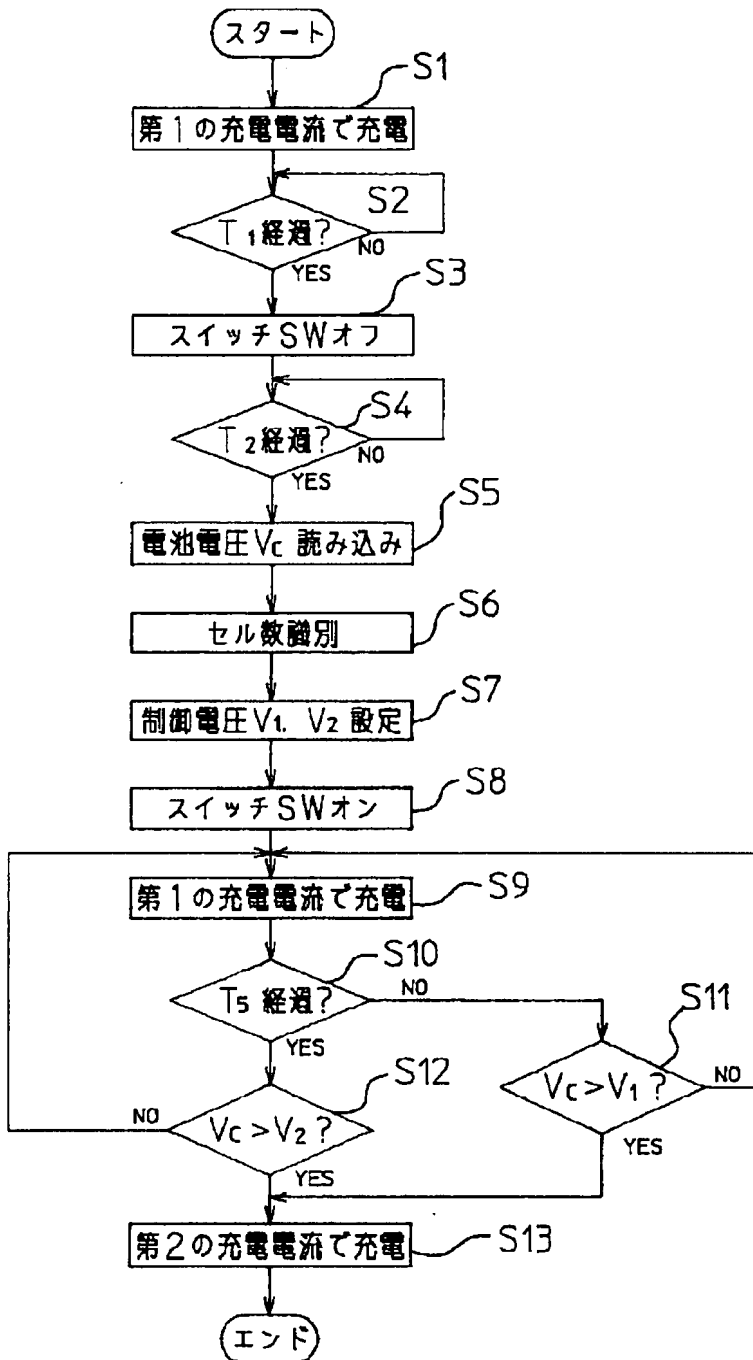 スタート
S1
第1の充電電流で充電
S2
T1経過?
NO
YES
S3
スイッチSWオフ
S4
T2経過?
NO
YES
S5
電池電圧VC 読み込み
S6
セル数識別
S7
制御電圧V1. V2 設定
S8
スイッチSWオン
S9
第1の充電電流で充電
S10
T5 経過?
NO
YES
S11
VC>V1?
NO
YES
S12
VC>V2?
NO
YES
第2の充電電流で充電
S13
エンド